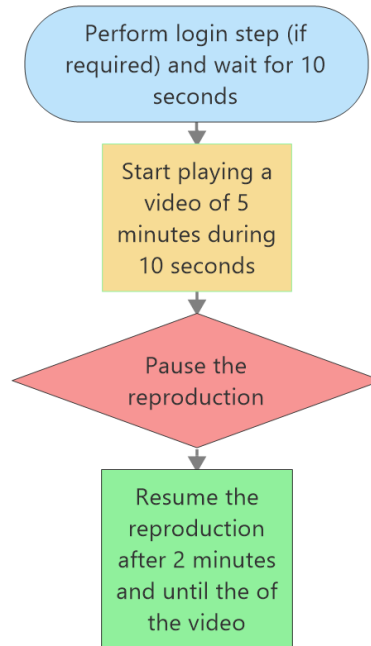 Perform login step (if
required) and wait for 10
seconds
Start playing a
video of 5
minutes during
10 seconds
Pause the
reproduction
Resume the
reproduction
after 2 minutes
and until the of
the video